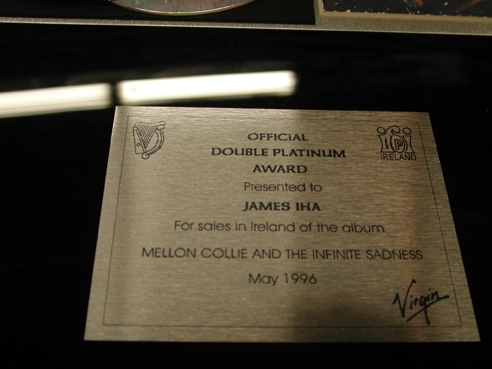 OFFICIAL
DOUBLE PLATINUM
AWARD
Presented to
JAMES IHA
For sales in Ireland of the album
MELLON COLLIE AND THE INFINITE SADNESS
May 1996
IRELAND
Virgin